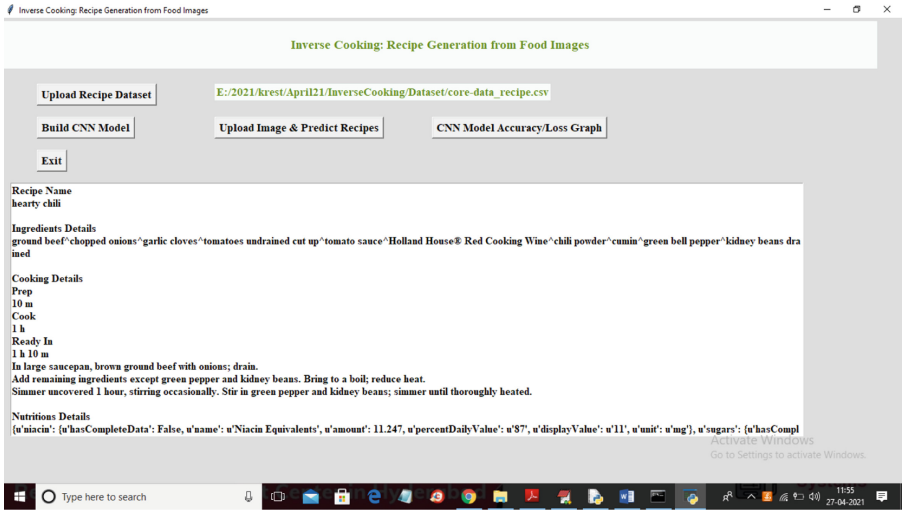 Inverse Cooking: Recipe Generation from Food Images
Inverse Cooking: Recipe Generation from Food Images
Upload Recipe Dataset
E:/2021/krest/April21/InverseCooking/Dataset/core-data_recipe.csv
Build CNN Model
Upload Image & Predict Recipes
CNN Model Accuracy/Loss Graph
Exit
Recipe Name
hearty chili
Ingredients Details
ground beef^chopped onions^garlic cloves^tomatoes undrained cut up^tomato sauce^Holland House® Red Cooking Wine^chili powder^cumin^green bell pepper^kidney beans dra
ined
Cooking Details
Prep
10 m
Cook
1 h
Ready In
1 h 10 m
In large saucepan, brown ground beef with onions; drain.
Add remaining ingredients except green pepper and kidney beans. Bring to a boil; reduce heat.
Simmer uncovered 1 hour, stirring occasionally. Stir in green pepper and kidney beans; simmer until thoroughly heated.
Nutritions Details
{u'niacin': {u'hasCompleteData': False, u'name': u'Niacin Equivalents', u'amount': 11.247, u'percentDailyValue': u'87', u'displayValue': u'11', u'unit': u'mg'}, u'sugars': {u'hasCompl
Activate Windows
Go to Settings to activate Windows.
Type here to search
11:55
27-04-2021